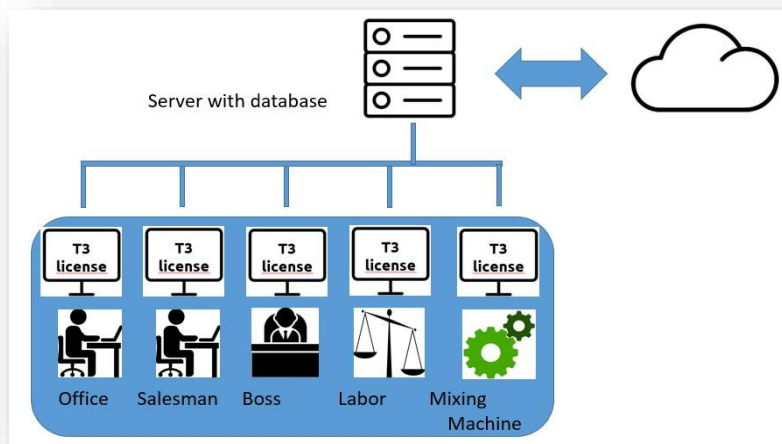 Server with database
T3
license
T3
license
T3
license
T3
license
T3
license
Office
Salesman
Boss
Labor
Mixing
Machine